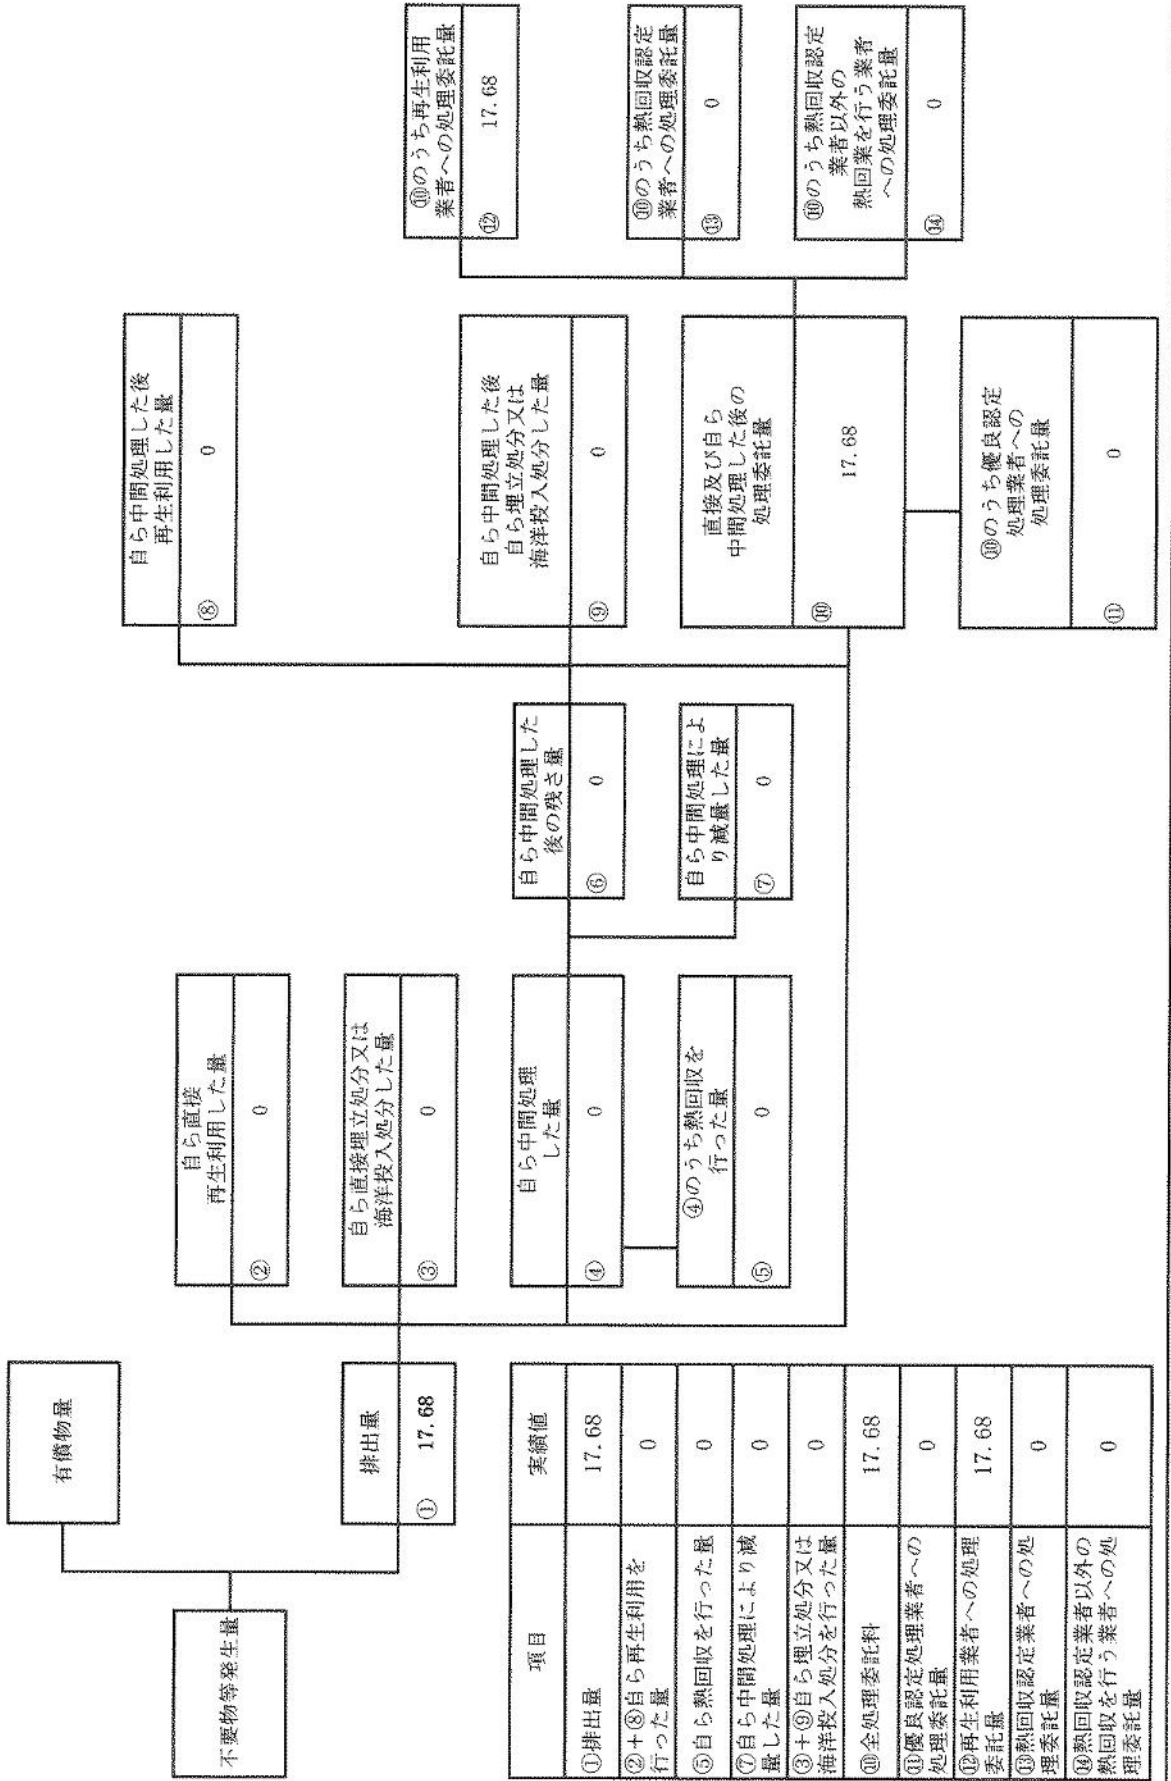 不要物等発生量
有償物量
排出量
① 17.68
自ら直接
再生利用した量
② 0
自ら直接埋立処分又は
海洋投入処分した量
③ 0
自ら中間処理
した量
④ 0
④のうち熱回収を
行った量
⑤ 0
自ら中間処理した
後の残さ量
⑥ 0
自ら中間処理によ
り減量した量
⑦ 0
自ら中間処理した後
再生利用した量
⑧ 0
自ら中間処理した後
自ら埋立処分又は
海洋投入処分した量
⑨ 0
直接及び自ら
中間処理した後の
処理委託量
⑩ 17.68
⑩のうち優良認定
処理業者への
処理委託量
⑪ 0
⑩のうち再生利用
業者への処理委託量
⑫ 17.68
⑩のうち熱回収認定
業者への処理委託量
⑬ 0
⑩のうち熱回収認定
業者以外の
熱回業を行う業者
への処理委託量
⑭ 0
項目 実績値
①排出量 17.68
②+⑧自ら再生利用を
行った量 0
⑤自ら熱回収を行った量 0
⑦自ら中間処理により減
量した量 0
③+⑨自ら埋立処分又は
海洋投入処分を行った量 0
⑩全処理委託料 17.68
⑪優良認定処理業者への
処理委託量 0
⑫再生利用業者への処理
委託量 17.68
⑬熱回収認定業者への処
理委託量 0
⑭熱回収認定業者以外の
熱回収を行う業者への処
理委託量 0